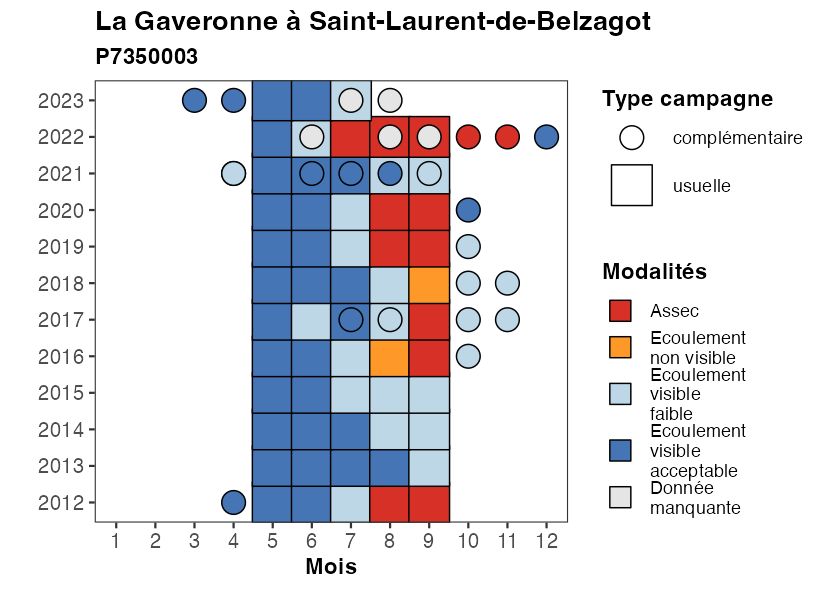 La Gaveronne à Saint-Laurent-de-Belzagot
P7350003
2023
2022
2021
2020
2019
2018
2017
2016
2015
2014
2013
2012
1 2 3 4 5 6 7 8 9 10 11 12
Mois
Type campagne
complémentaire
usuelle
Modalités
Assec
Ecoulement
non visible
Ecoulement
visible
faible
Ecoulement
visible
acceptable
Donnée
manquante